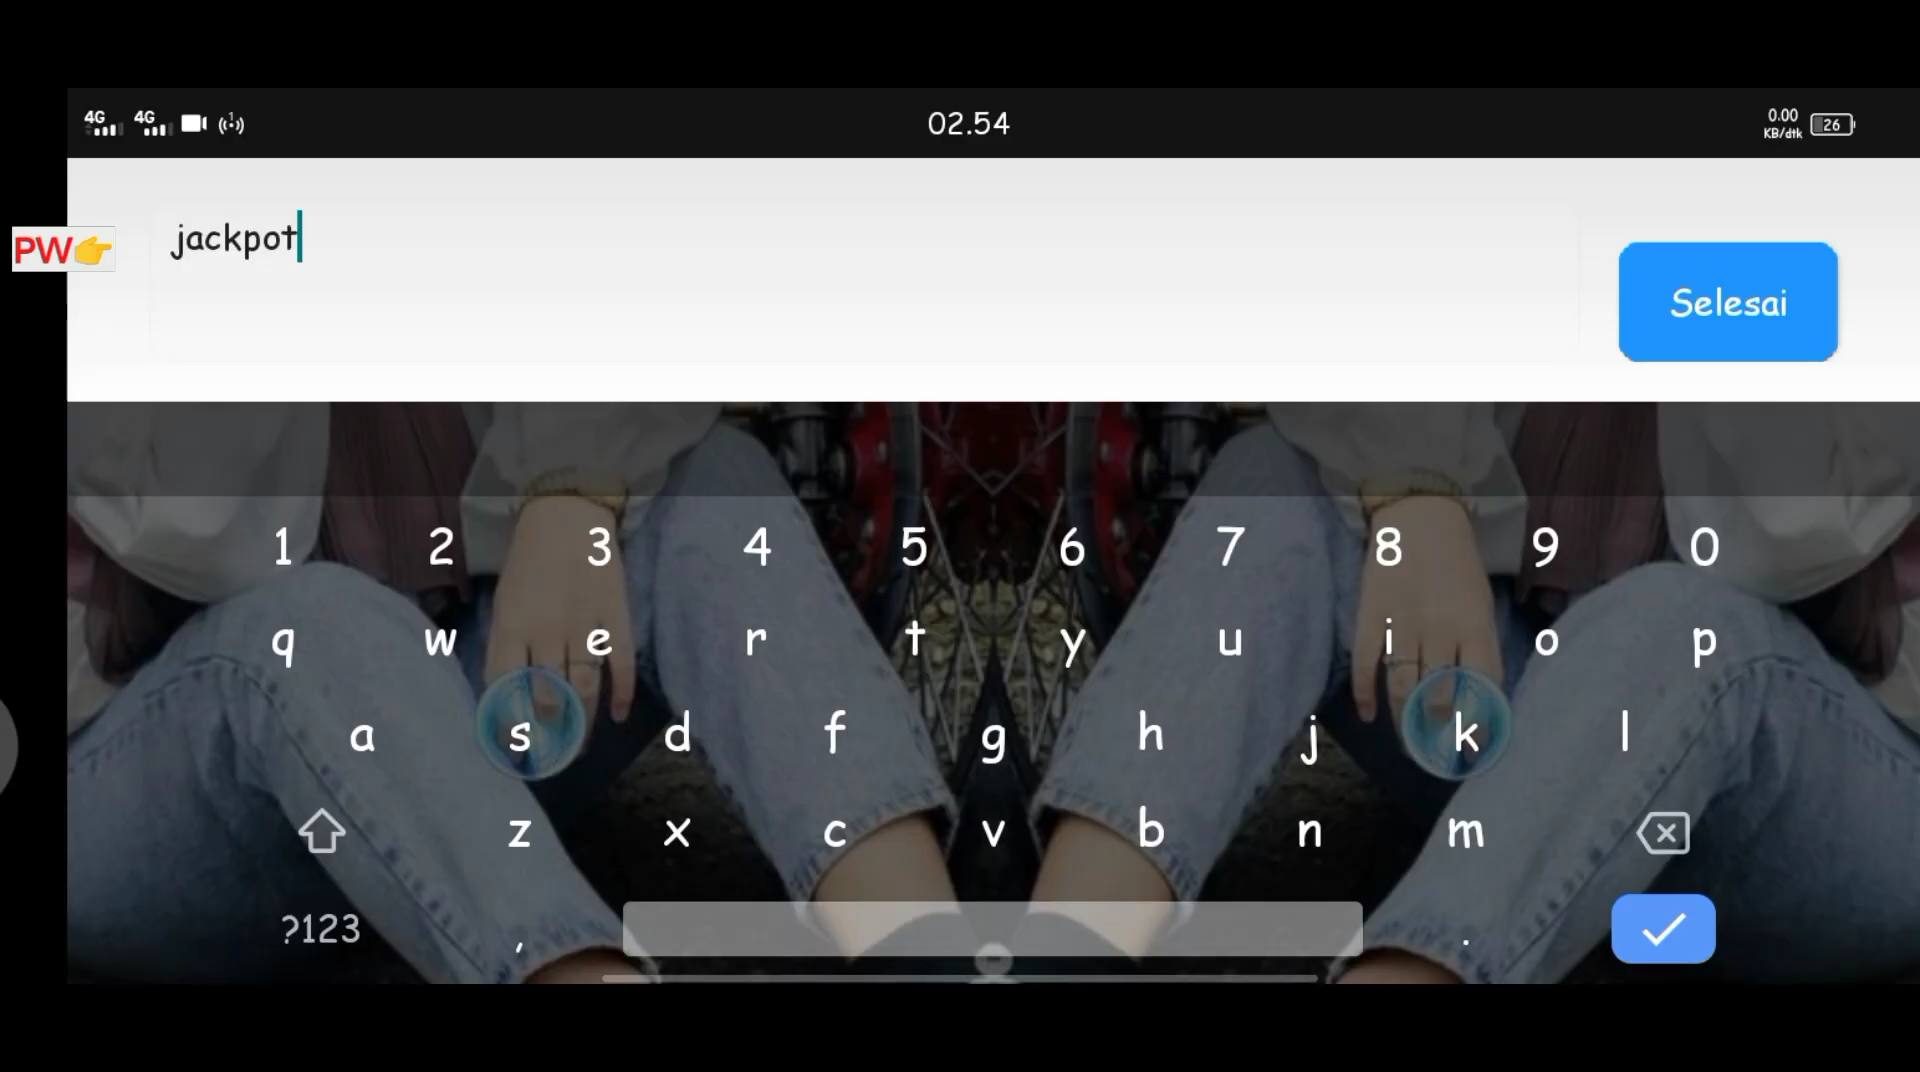 4G 4G 02.54 0.00 KB/dtk 26
jackpot
PW👉
Selesai
1 2 3 4 5 6 7 8 9 0
q w e r t y u i o p
a s d f g h j k l
z x c v b n m
?123 , .